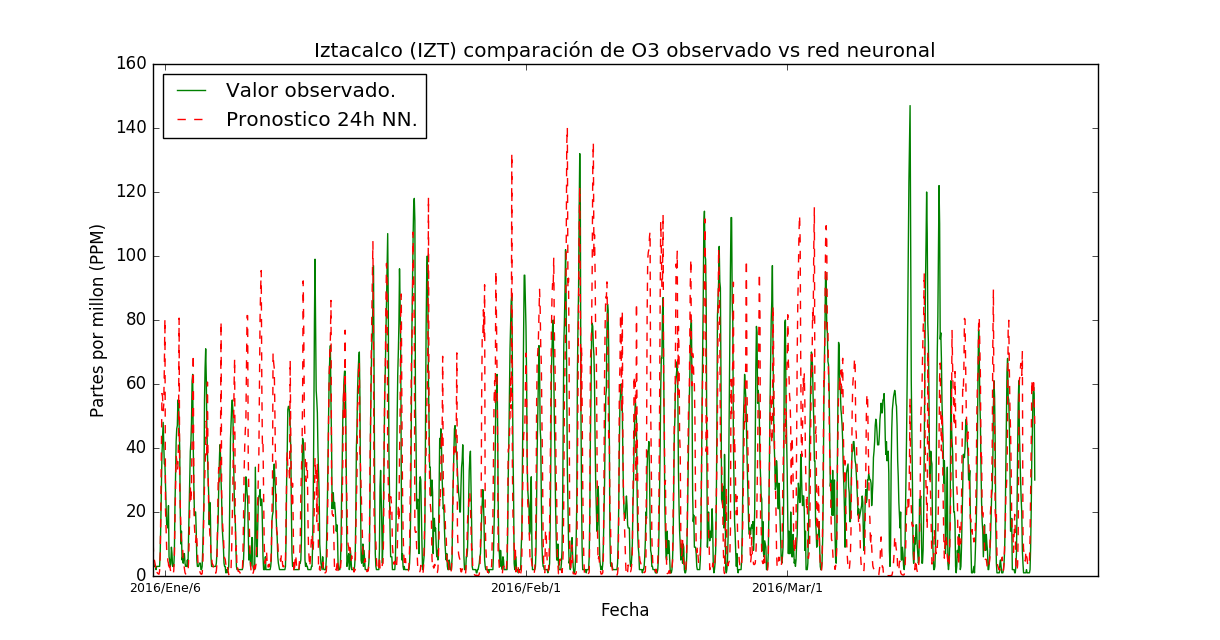 Iztacalco (IZT) comparación de O3 observado vs red neuronal
Valor observado.
Pronostico 24h NN.
Partes por millon (PPM)
160
140
120
100
80
60
40
20
0
2016/Ene/6
2016/Feb/1
2016/Mar/1
Fecha